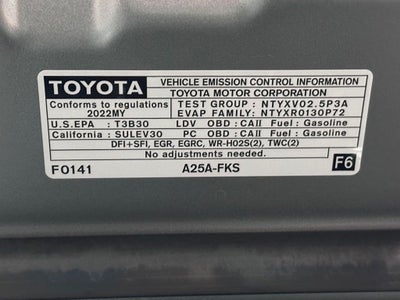 TOYOTA VEHICLE EMISSION CONTROL INFORMATION
TOYOTA MOTOR CORPORATION
Conforms to regulations TEST GROUP : NTYXV02.5P3A
2022MY EVAP FAMILY: NTYXR0130P72
U.S.EPA : T3B30 LDV OBD : CAII Fuel : Gasoline
California : SULEV30 PC OBD : CAII Fuel : Gasoline
DFI+SFI, EGR, EGRC, WR-HO2S(2), TWC(2)
No adjustments needed.
F0141 A25A-FKS F6